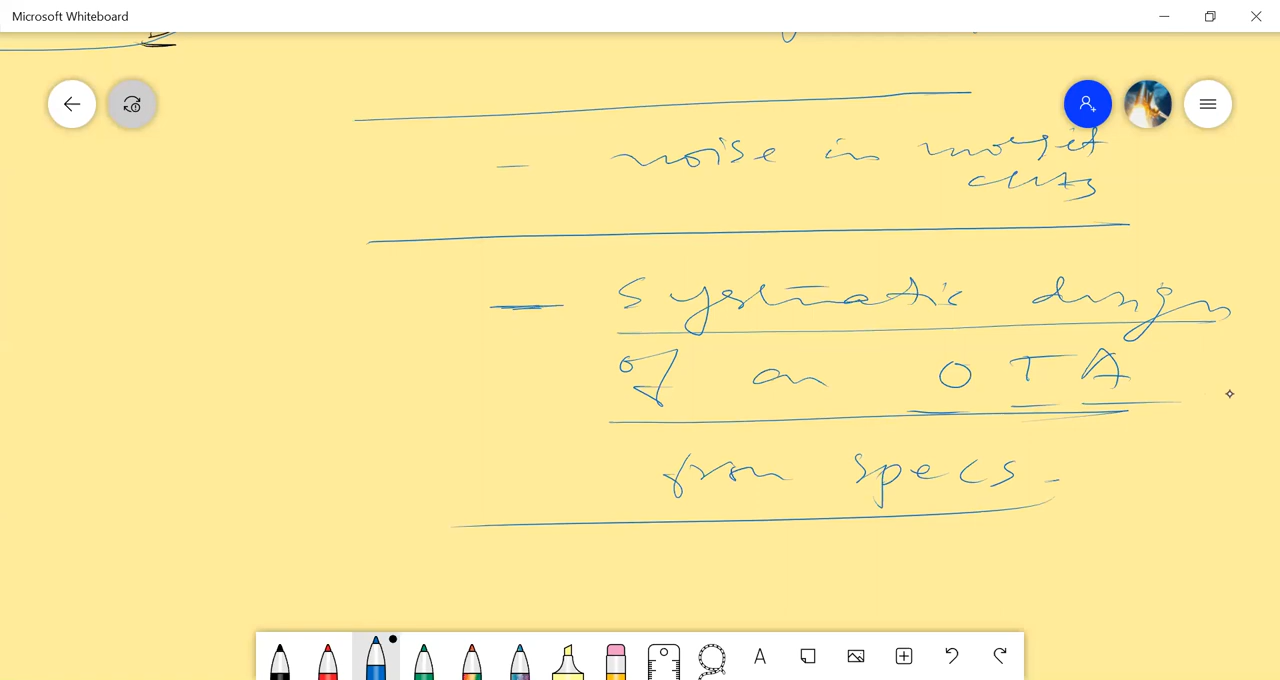 Microsoft Whiteboard
- noise in mosfet
ckts
- Systematic design
of an OTA
from specs.
A